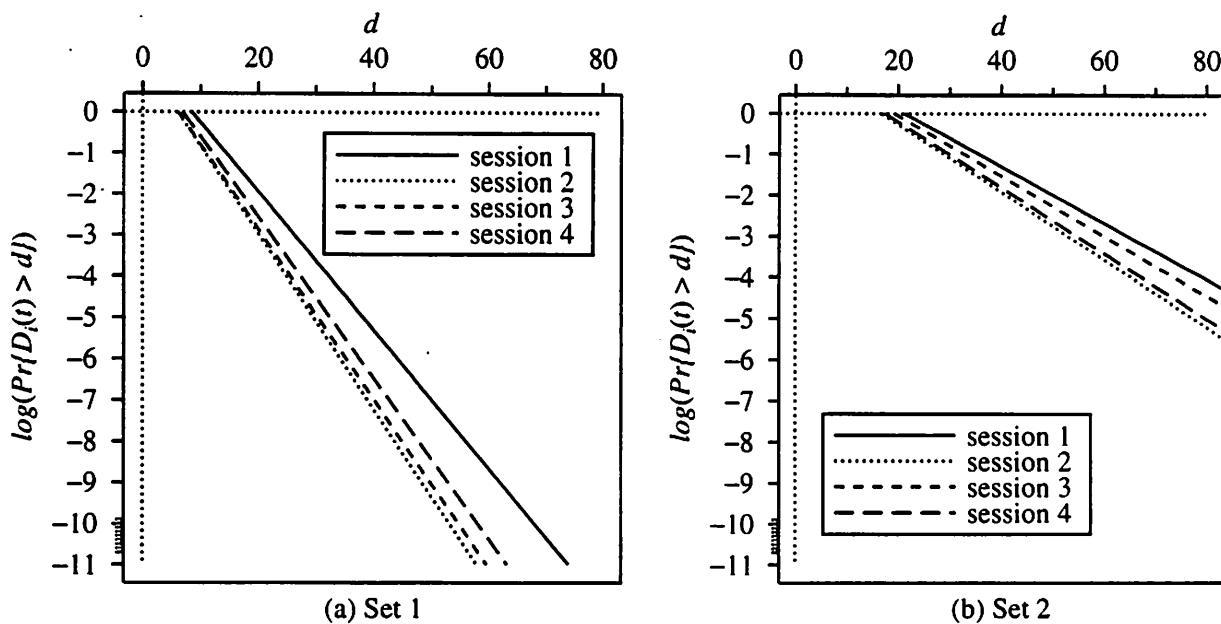 d
0 20 40 60 80
0
−1
−2
−3
−4
−5
−6
−7
−8
−9
−10
−11
log(Pr{D_i(t) > d})
session 1
session 2
session 3
session 4
(a) Set 1
d
0 20 40 60 80
0
−1
−2
−3
−4
−5
−6
−7
−8
−9
−10
−11
log(Pr{D_i(t) > d})
session 1
session 2
session 3
session 4
(b) Set 2